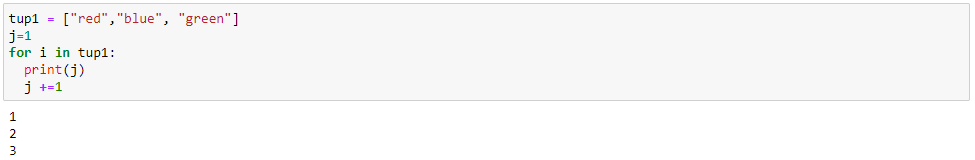 tup1 = ["red","blue", "green"]
j=1
for i in tup1:
  print(j)
  j +=1
1
2
3